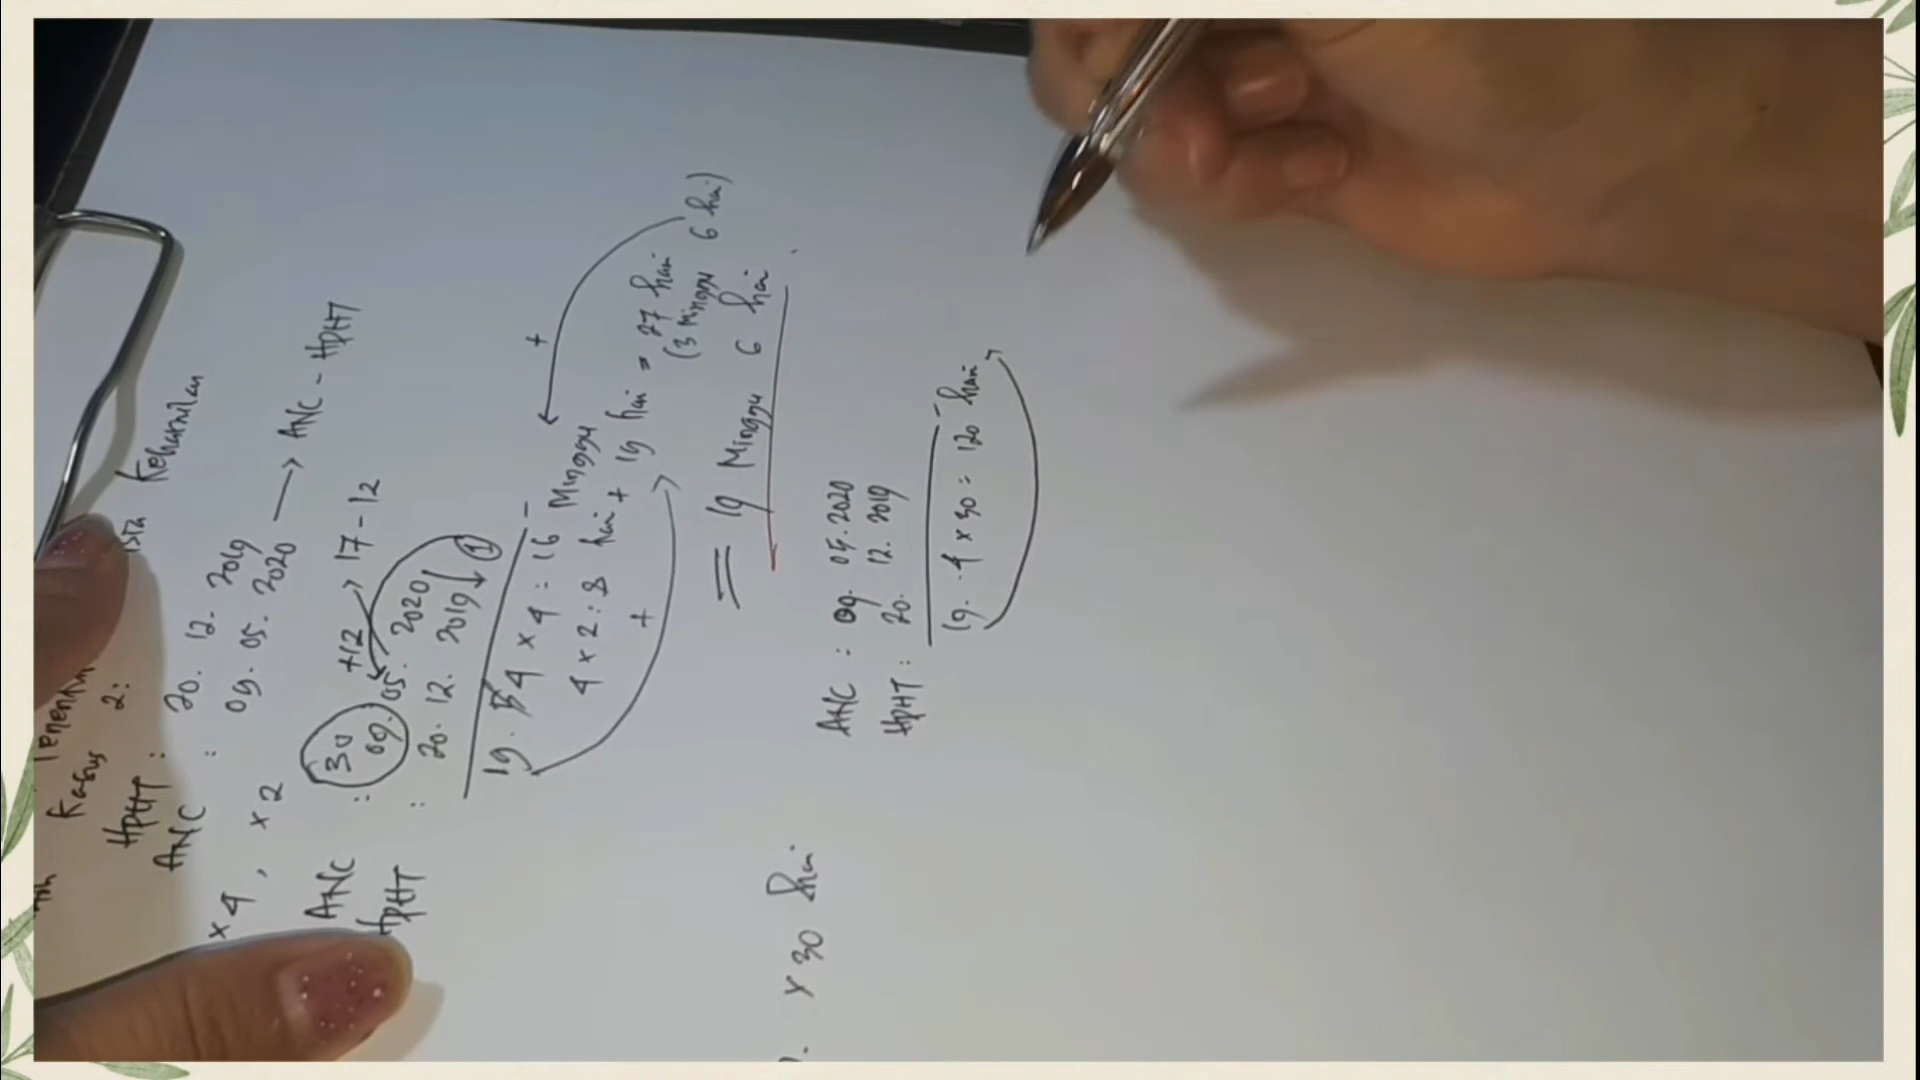 Kehamilan
Kasus 2:
HPHT : 20. 12. 2019
ANC : 09. 05. 2020 → ANC - HPHT
x 4, x 2
+12 → 17 - 12
30
ANC : 09. 05. 2020
HPHT : 20. 12. 2019 ①
19. 4 x 4 = 16 Minggu
4 x 2 : 8 hari + 19 hari = 27 hari
+
+
(3 Minggu 6 hari)
= 19 Minggu 6 hari
x 30 hari
ANC : 09. 05. 2020
HPHT : 20. 12. 2019
19. 4 x 30 = 120 hari